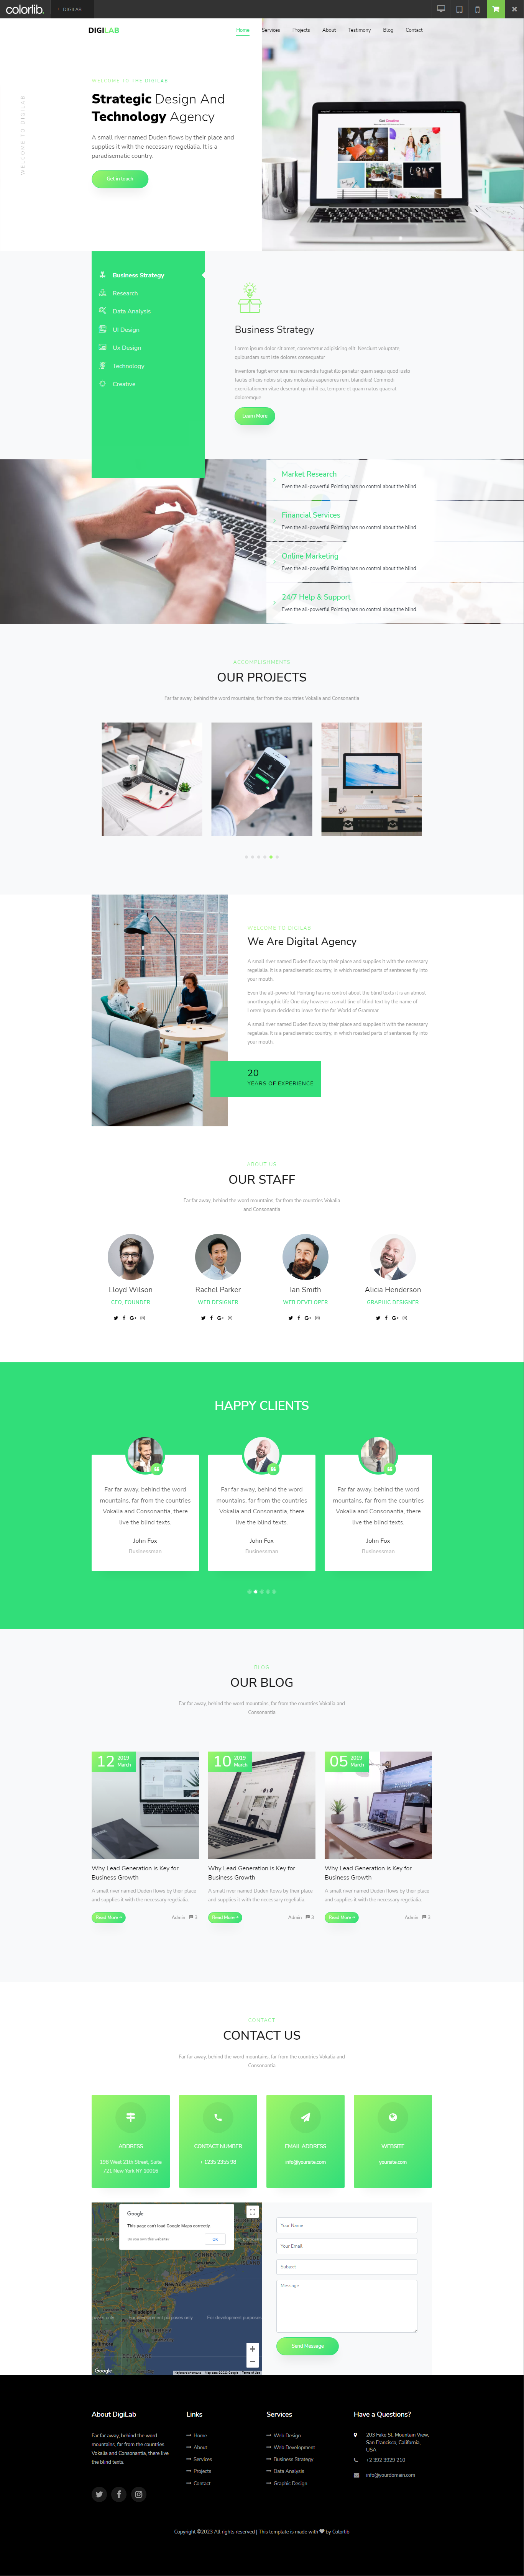 colorlib.
DIGILAB
DIGILAB
Home
Services
Projects
About
Testimony
Blog
Contact
WELCOME TO DIGILAB
WELCOME TO THE DIGILAB
Strategic Design And
Technology Agency
A small river named Duden flows by their place and
supplies it with the necessary regelialia. It is a
paradisematic country.
Get in touch
Business Strategy
Research
Data Analysis
UI Design
Ux Design
Technology
Creative
Business Strategy
Lorem ipsum dolor sit amet, consectetur adipisicing elit. Nesciunt voluptate,
quibusdam sunt iste dolores consequatur.
Inventore fugit error iure nisi reiciendis fugiat illo pariatur quam sequi quod iusto
facilis officiis nobis sit quis molestias asperiores rem, blanditiis! Commodi
exercitationem vitae deserunt qui nihil ea, tempore et quam natus quaerat
doloremque.
Learn More
Market Research
Even the all-powerful Pointing has no control about the blind.
Financial Services
Even the all-powerful Pointing has no control about the blind.
Online Marketing
Even the all-powerful Pointing has no control about the blind.
24/7 Help & Support
Even the all-powerful Pointing has no control about the blind.
ACCOMPLISHMENTS
OUR PROJECTS
Far far away, behind the word mountains, far from the countries Vokalia and Consonantia
WELCOME TO DIGILAB
We Are Digital Agency
A small river named Duden flows by their place and supplies it with the necessary
regelialia. It is a paradisematic country, in which roasted parts of sentences fly into
your mouth.
Even the all-powerful Pointing has no control about the blind texts it is an almost
unorthographic life One day however a small line of blind text by the name of
Lorem Ipsum decided to leave for the far World of Grammar.
A small river named Duden flows by their place and supplies it with the necessary
regelialia. It is a paradisematic country, in which roasted parts of sentences fly into
your mouth.
20
YEARS OF EXPERIENCE
ABOUT US
OUR STAFF
Far far away, behind the word mountains, far from the countries Vokalia
and Consonantia
Lloyd Wilson
CEO, FOUNDER
Rachel Parker
WEB DESIGNER
Ian Smith
WEB DEVELOPER
Alicia Henderson
GRAPHIC DESIGNER
HAPPY CLIENTS
Far far away, behind the word
mountains, far from the countries
Vokalia and Consonantia, there
live the blind texts.
John Fox
Businessman
Far far away, behind the word
mountains, far from the countries
Vokalia and Consonantia, there
live the blind texts.
John Fox
Businessman
Far far away, behind the word
mountains, far from the countries
Vokalia and Consonantia, there
live the blind texts.
John Fox
Businessman
BLOG
OUR BLOG
Far far away, behind the word mountains, far from the countries Vokalia and
Consonantia
12 2019
March
Why Lead Generation is Key for
Business Growth
A small river named Duden flows by their place
and supplies it with the necessary regelialia.
Read More
Admin 3
10 2019
March
Why Lead Generation is Key for
Business Growth
A small river named Duden flows by their place
and supplies it with the necessary regelialia.
Read More
Admin 3
05 2019
March
Why Lead Generation is Key for
Business Growth
A small river named Duden flows by their place
and supplies it with the necessary regelialia.
Read More
Admin 3
CONTACT
CONTACT US
Far far away, behind the word mountains, far from the countries Vokalia and
Consonantia
ADDRESS
198 West 21th Street, Suite
721 New York NY 10016
CONTACT NUMBER
+ 1235 2355 98
EMAIL ADDRESS
info@yoursite.com
WEBSITE
yoursite.com
Google
This page can't load Google Maps correctly.
Do you own this website?
OK
For development purposes
New York
Philadelphia
Google
Your Name
Your Email
Subject
Message
Send Message
About DigiLab
Far far away, behind the word
mountains, far from the countries
Vokalia and Consonantia, there live
the blind texts.
Links
Home
About
Services
Projects
Contact
Services
Web Design
Web Development
Business Strategy
Data Analysis
Graphic Design
Have a Questions?
203 Fake St. Mountain View,
San Francisco, California,
USA
+2 392 3929 210
info@yourdomain.com
Copyright ©2023 All rights reserved | This template is made with ♥ by Colorlib